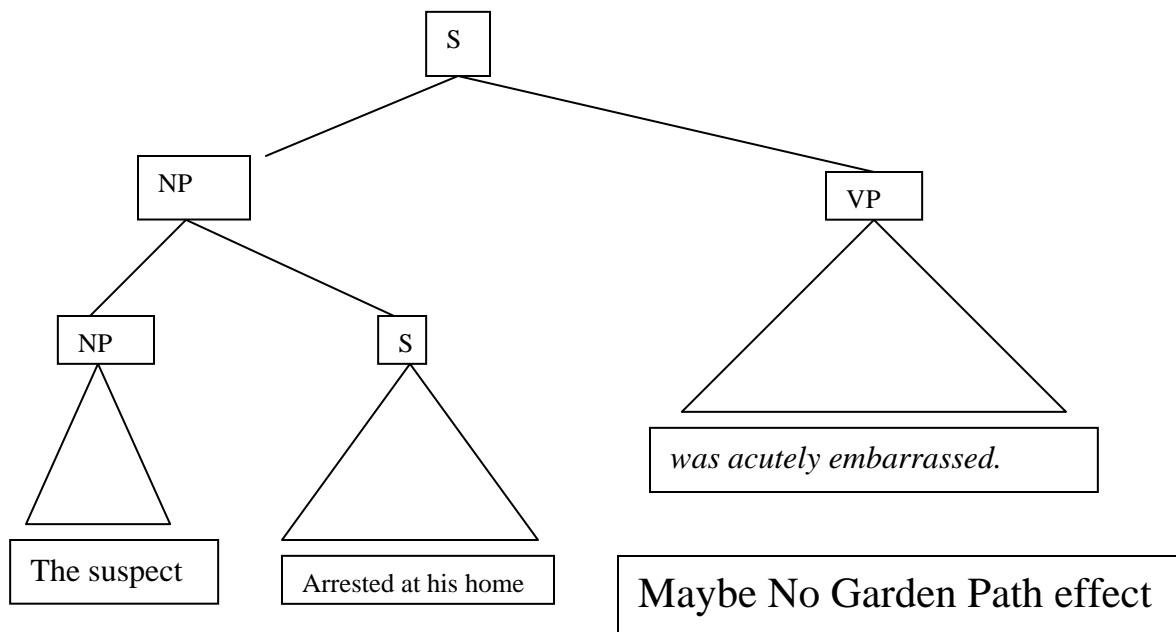 S
NP
VP
NP
S
was acutely embarrassed.
The suspect
Arrested at his home
Maybe No Garden Path effect